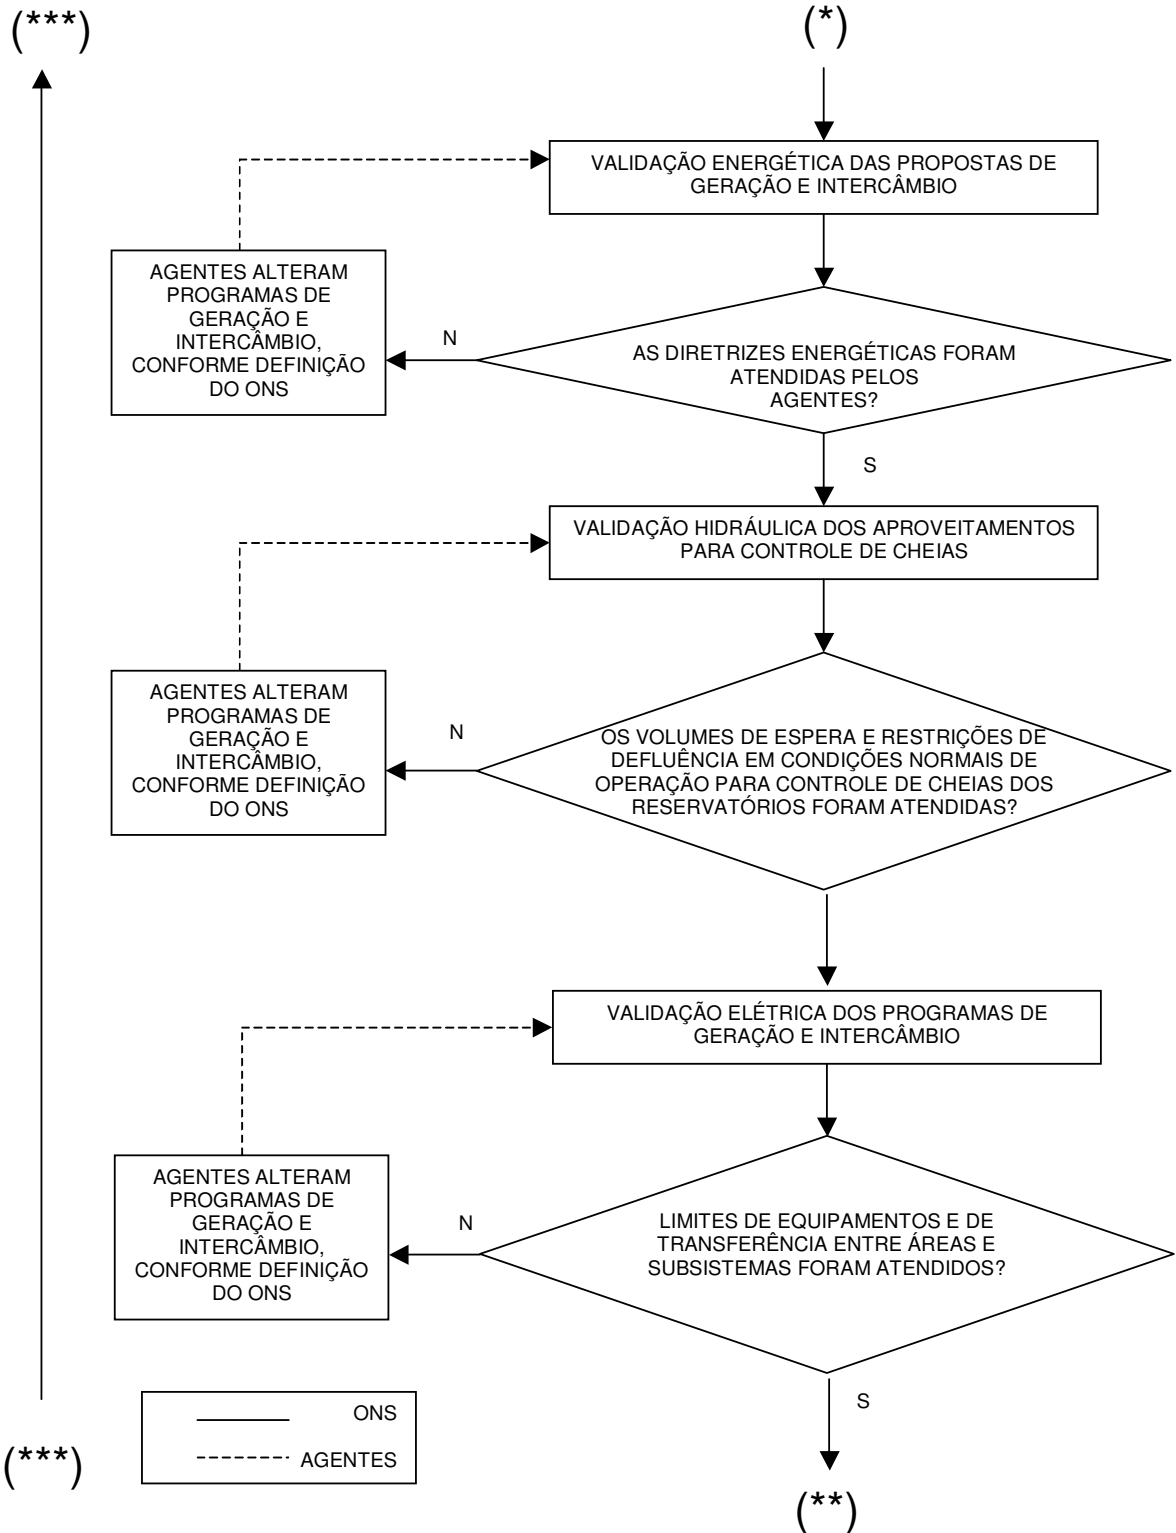 (***)
(*)
VALIDAÇÃO ENERGÉTICA DAS PROPOSTAS DE
GERAÇÃO E INTERCÂMBIO
AGENTES ALTERAM
PROGRAMAS DE
GERAÇÃO E
INTERCÂMBIO,
CONFORME DEFINIÇÃO
DO ONS
N
AS DIRETRIZES ENERGÉTICAS FORAM
ATENDIDAS PELOS
AGENTES?
S
VALIDAÇÃO HIDRÁULICA DOS APROVEITAMENTOS
PARA CONTROLE DE CHEIAS
AGENTES ALTERAM
PROGRAMAS DE
GERAÇÃO E
INTERCÂMBIO,
CONFORME DEFINIÇÃO
DO ONS
N
OS VOLUMES DE ESPERA E RESTRIÇÕES DE
DEFLUÊNCIA EM CONDIÇÕES NORMAIS DE
OPERAÇÃO PARA CONTROLE DE CHEIAS DOS
RESERVATÓRIOS FORAM ATENDIDAS?
VALIDAÇÃO ELÉTRICA DOS PROGRAMAS DE
GERAÇÃO E INTERCÂMBIO
AGENTES ALTERAM
PROGRAMAS DE
GERAÇÃO E
INTERCÂMBIO,
CONFORME DEFINIÇÃO
DO ONS
N
LIMITES DE EQUIPAMENTOS E DE
TRANSFERÊNCIA ENTRE ÁREAS E
SUBSISTEMAS FORAM ATENDIDOS?
S
ONS
AGENTES
(***)
(**)